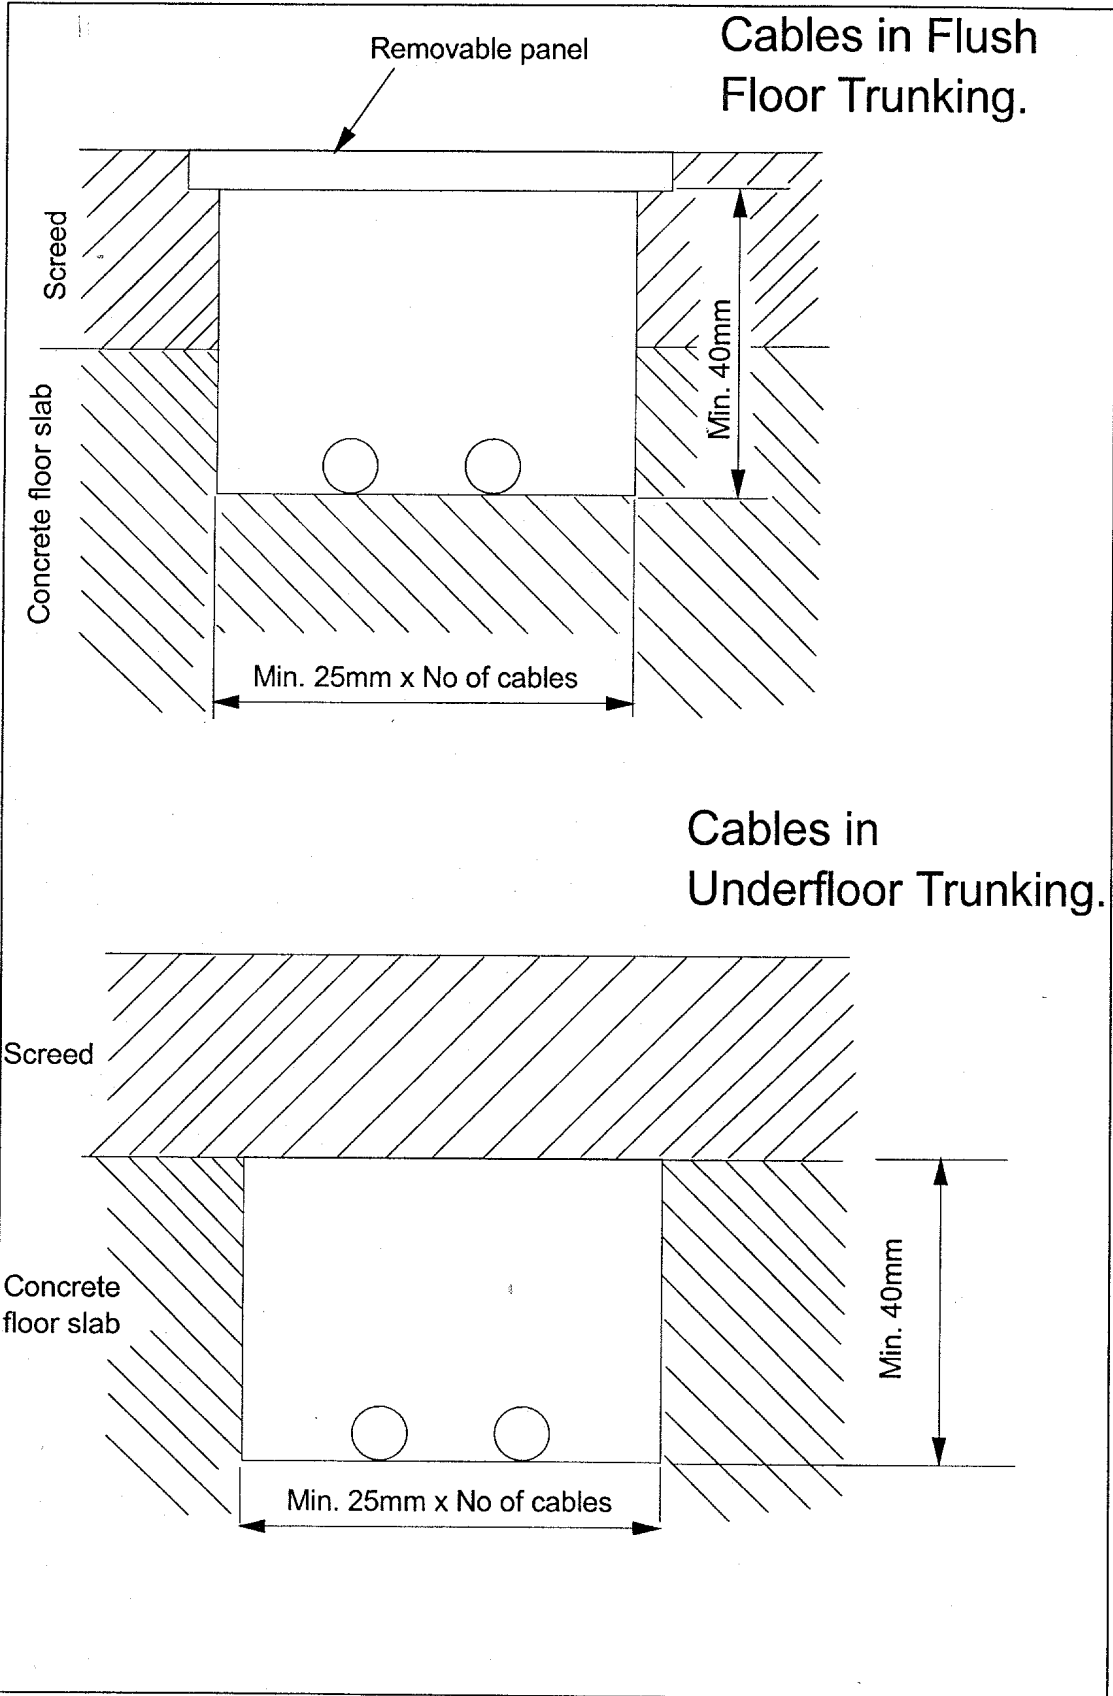 Cables in Flush
Floor Trunking.
Removable panel
Screed
Min. 40mm
Concrete floor slab
Min. 25mm x No of cables
Cables in
Underfloor Trunking.
Screed
Concrete
floor slab
Min. 40mm
Min. 25mm x No of cables